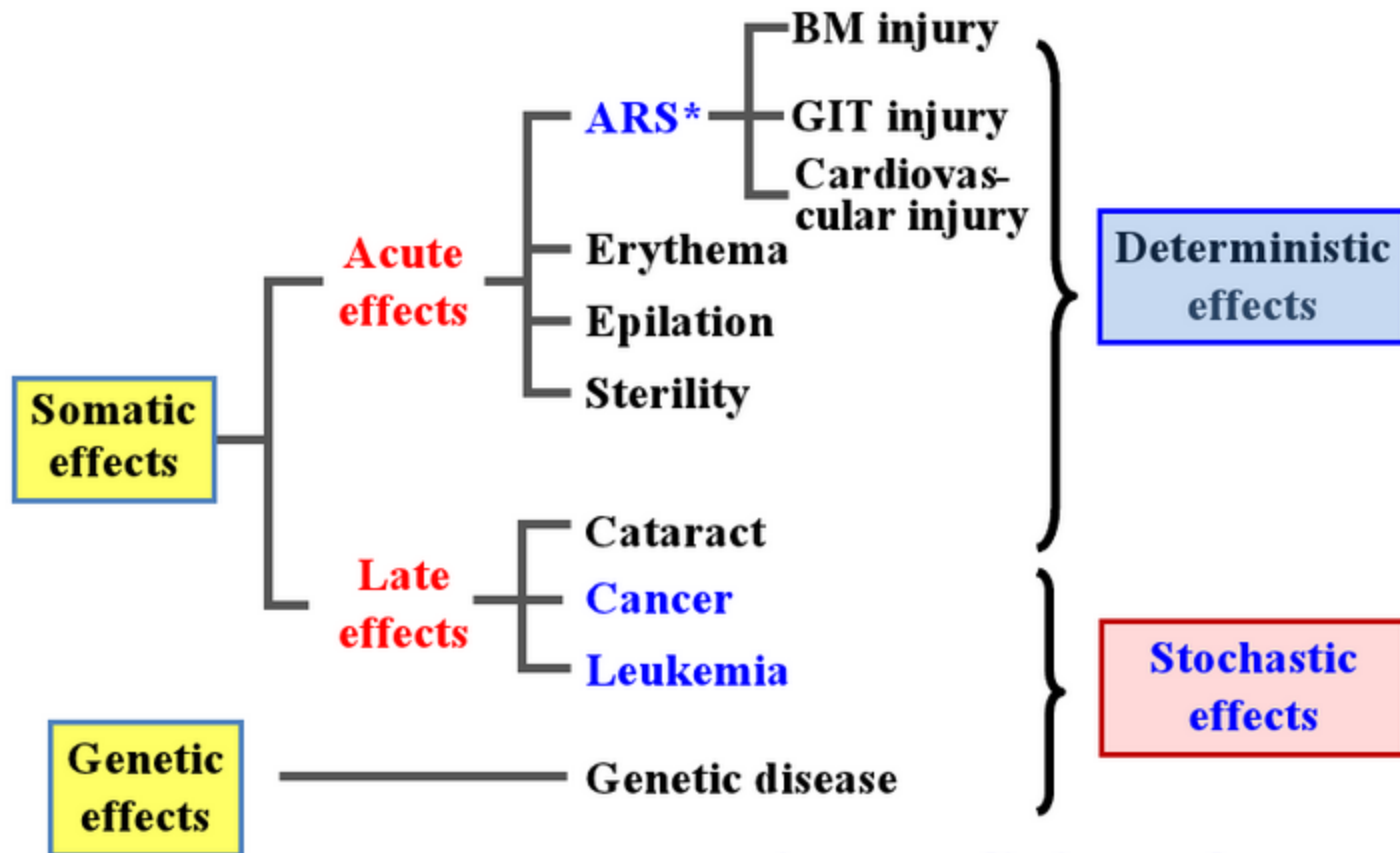 BM injury
ARS*
GIT injury
Cardiovas-
cular injury
Acute
effects
Erythema
Epilation
Sterility
Deterministic
effects
Somatic
effects
Late
effects
Cataract
Cancer
Leukemia
Stochastic
effects
Genetic
effects
Genetic disease